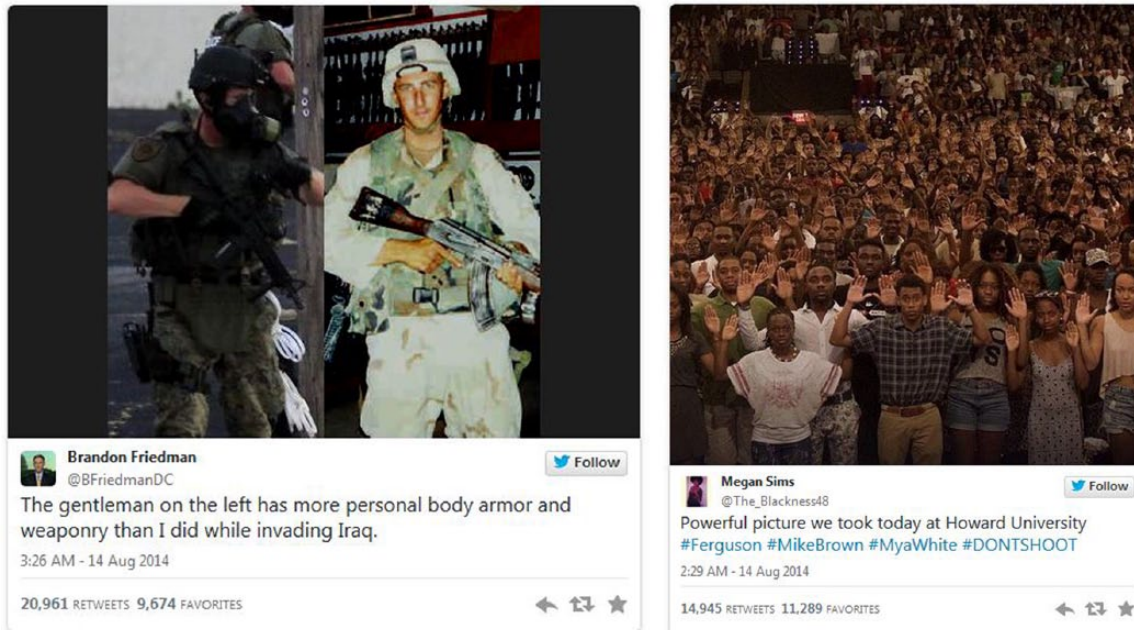 Brandon Friedman
@BFriedmanDC
Follow
The gentleman on the left has more personal body armor and
weaponry than I did while invading Iraq.
3:26 AM - 14 Aug 2014
20,961 RETWEETS 9,674 FAVORITES
Megan Sims
@The_Blackness48
Follow
Powerful picture we took today at Howard University
#Ferguson #MikeBrown #MyaWhite #DONTSHOOT
2:29 AM - 14 Aug 2014
14,945 RETWEETS 11,289 FAVORITES